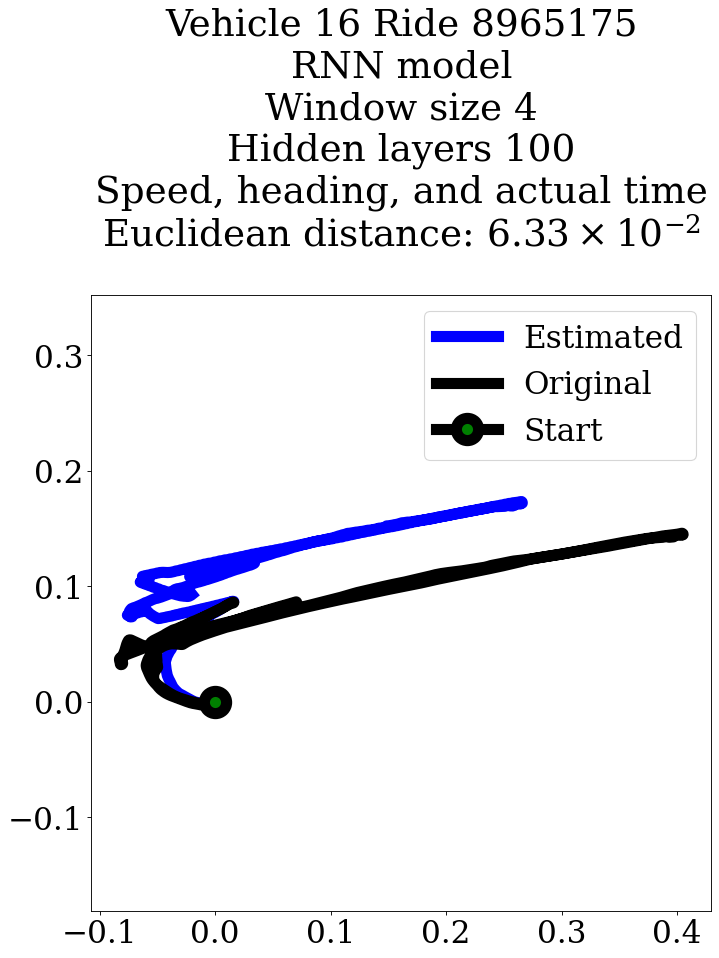 Vehicle 16 Ride 8965175
RNN model
Window size 4
Hidden layers 100
Speed, heading, and actual time
Euclidean distance: 6.33 × 10⁻²
Estimated
Original
Start
0.3
0.2
0.1
0.0
−0.1
−0.1 0.0 0.1 0.2 0.3 0.4